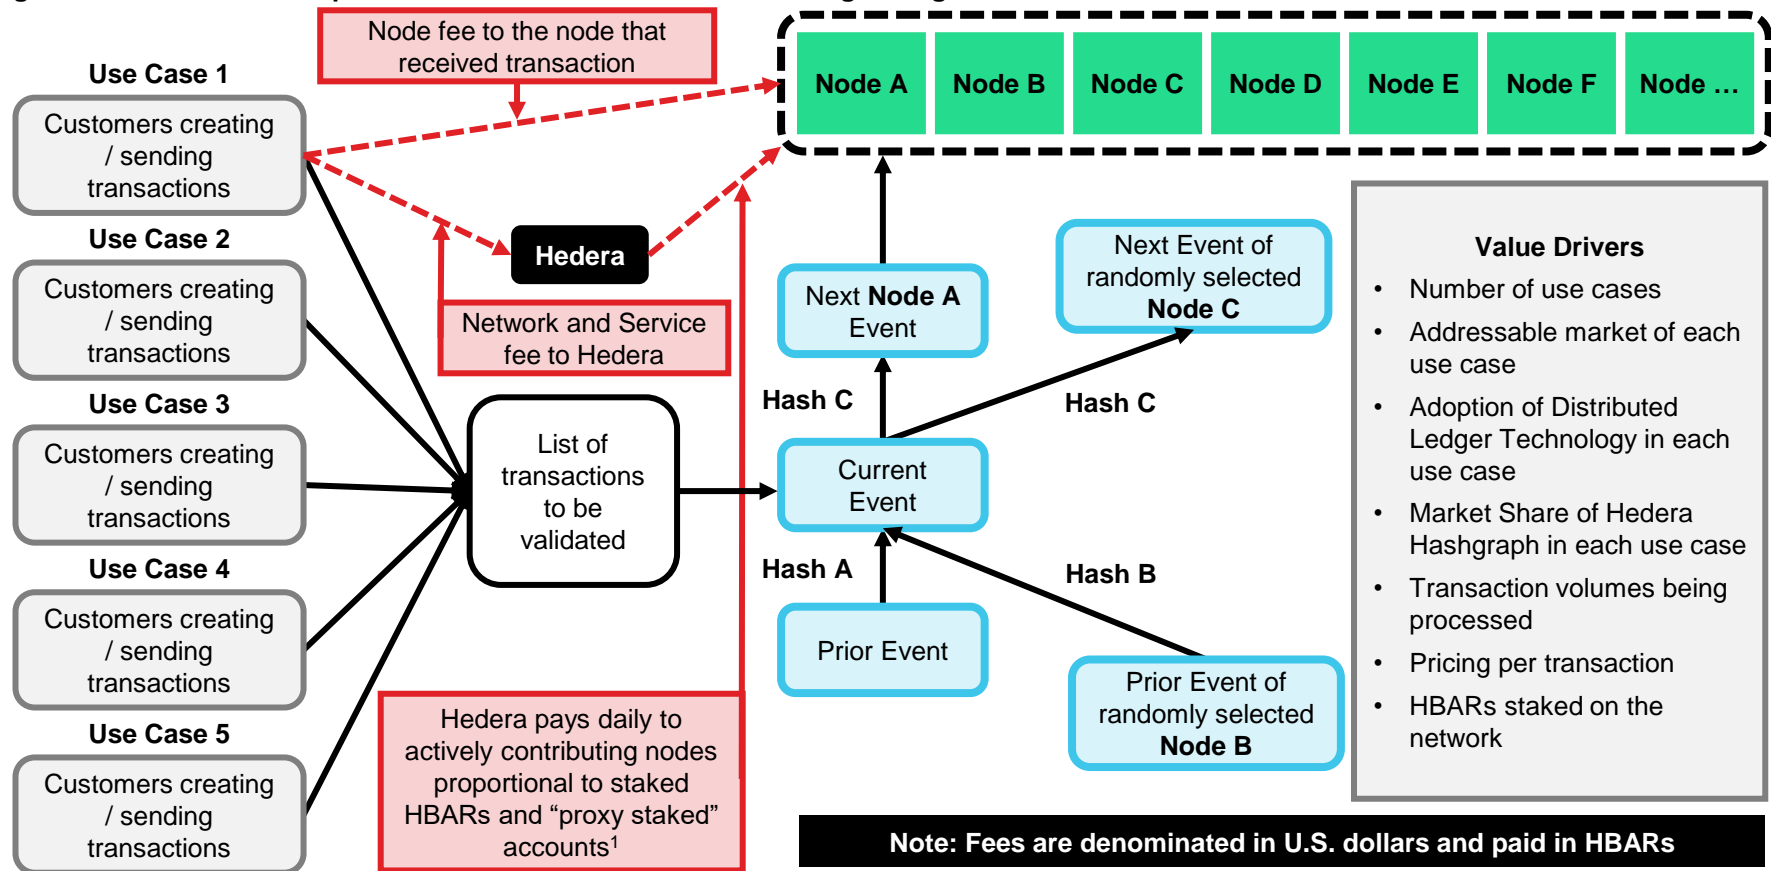 Node fee to the node that
received transaction
Use Case 1
Customers creating
/ sending
transactions
Use Case 2
Customers creating
/ sending
transactions
Use Case 3
Customers creating
/ sending
transactions
Use Case 4
Customers creating
/ sending
transactions
Use Case 5
Customers creating
/ sending
transactions
Hedera
Network and Service
fee to Hedera
List of
transactions
to be
validated
Hedera pays daily to
actively contributing nodes
proportional to staked
HBARs and “proxy staked”
accounts1
Node A
Node B
Node C
Node D
Node E
Node F
Node …
Next Node A
Event
Next Event of
randomly selected
Node C
Hash C
Hash C
Current
Event
Hash A
Hash B
Prior Event
Prior Event of
randomly selected
Node B
Value Drivers
• Number of use cases
• Addressable market of each
use case
• Adoption of Distributed
Ledger Technology in each
use case
• Market Share of Hedera
Hashgraph in each use case
• Transaction volumes being
processed
• Pricing per transaction
• HBARs staked on the
network
Note: Fees are denominated in U.S. dollars and paid in HBARs